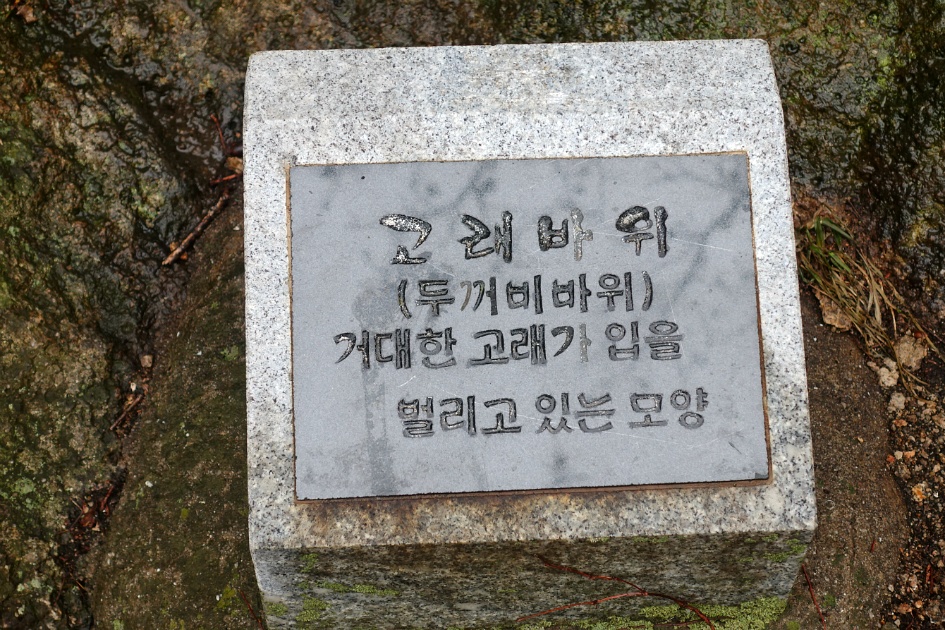 고래바위
(두꺼비바위)
거대한 고래가 입을
벌리고 있는 모양